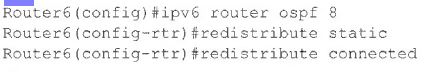 Router6(config)#ipv6 router ospf 8
Router6(config-rtr)#redistribute static
Router6(config-rtr)#redistribute connected